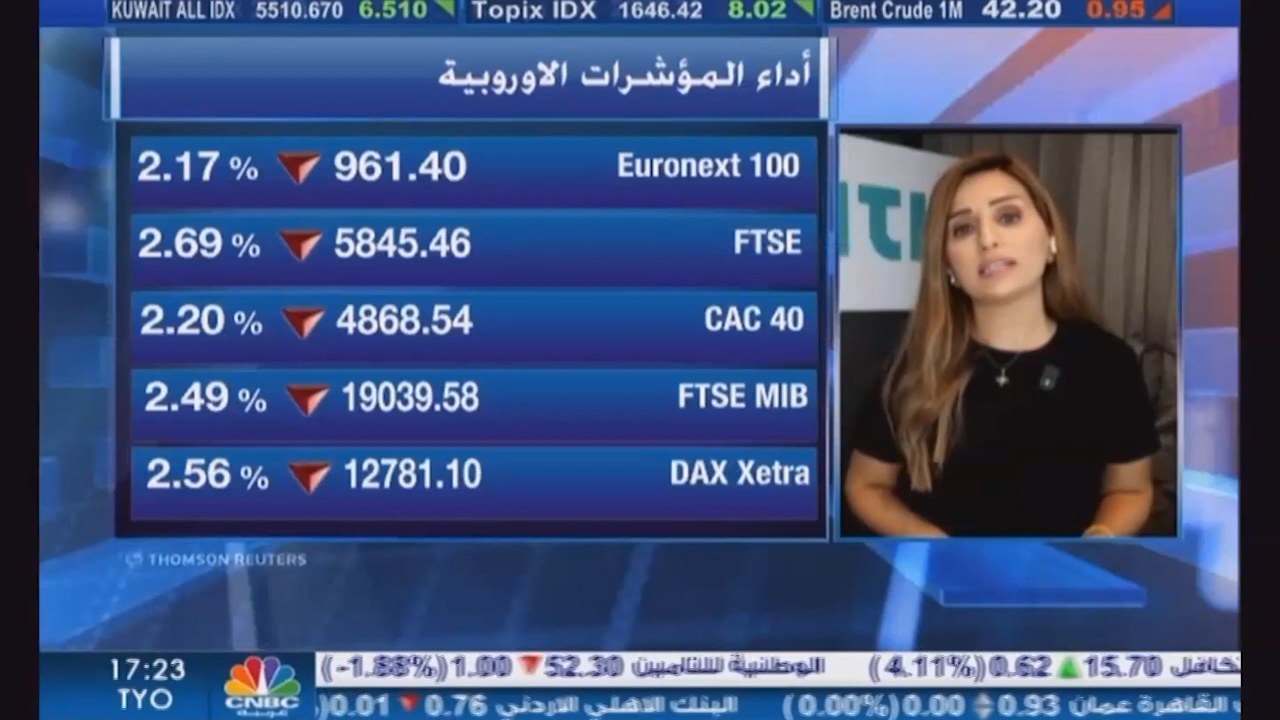 KUWAIT ALL IDX 5510.670 6.510 Topix IDX 1646.42 8.02 Brent Crude 1M 42.20 0.95
أداء المؤشرات الاوروبية
2.17 % 961.40 Euronext 100
2.69 % 5845.46 FTSE
2.20 % 4868.54 CAC 40
2.49 % 19039.58 FTSE MIB
2.56 % 12781.10 DAX Xetra
THOMSON REUTERS
17:23
TYO
CNBC
عربية
(-1.88%) 1.00 52.30 الوطنية للتامين (4.11%) 0.62 15.70
0.01 0.76 البنك الاهلي الاردني (0.00%) 0.00 0.93 القاهرة عمان